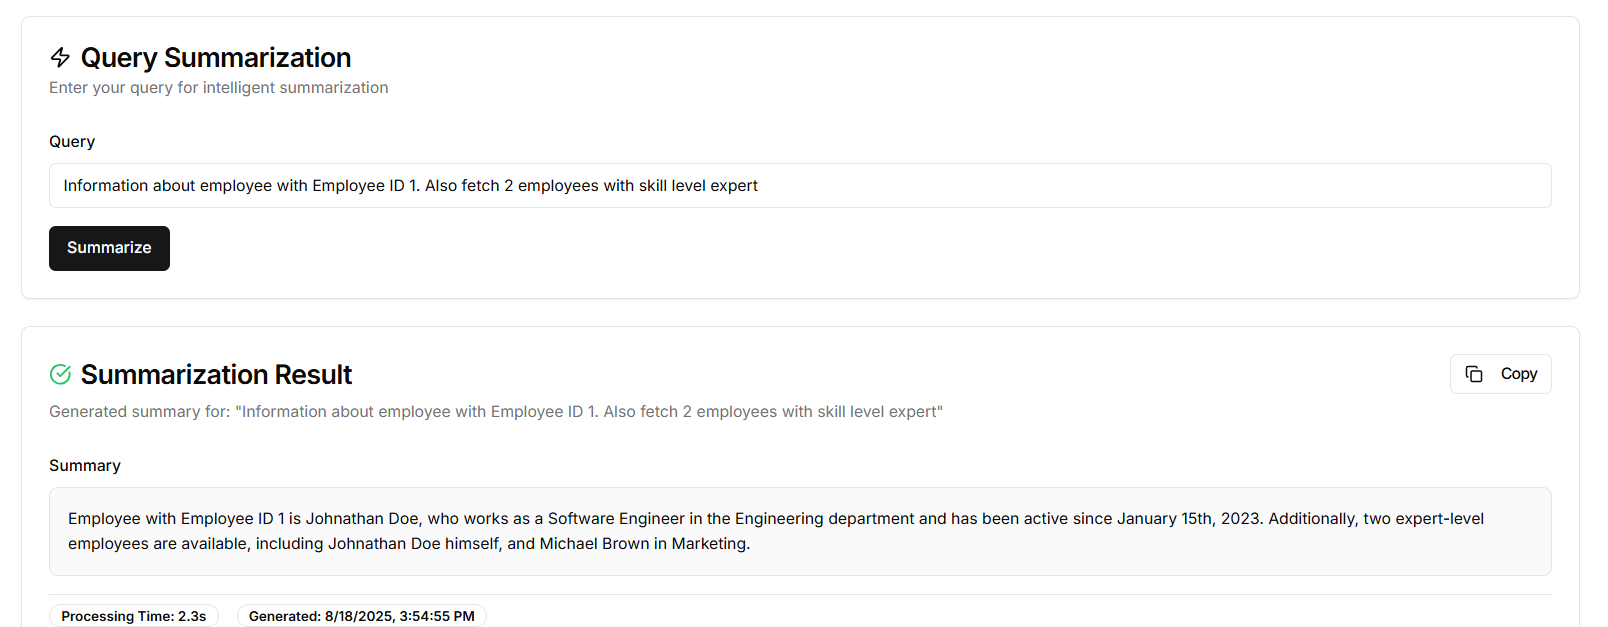 Query Summarization
Enter your query for intelligent summarization
Query
Information about employee with Employee ID 1. Also fetch 2 employees with skill level expert
Summarize
Summarization Result
Copy
Generated summary for: "Information about employee with Employee ID 1. Also fetch 2 employees with skill level expert"
Summary
Employee with Employee ID 1 is Johnathan Doe, who works as a Software Engineer in the Engineering department and has been active since January 15th, 2023. Additionally, two expert-level
employees are available, including Johnathan Doe himself, and Michael Brown in Marketing.
Processing Time: 2.3s
Generated: 8/18/2025, 3:54:55 PM